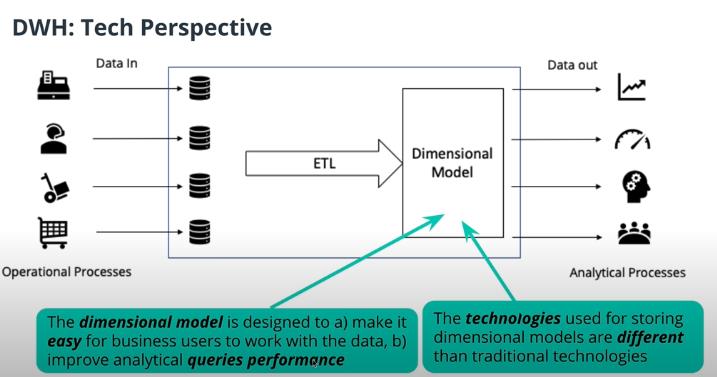 DWH: Tech Perspective
Data In
Data out
ETL
Dimensional
Model
Operational Processes
Analytical Processes
The dimensional model is designed to a) make it
easy for business users to work with the data, b)
improve analytical queries performance
The technologies used for storing
dimensional models are different
than traditional technologies